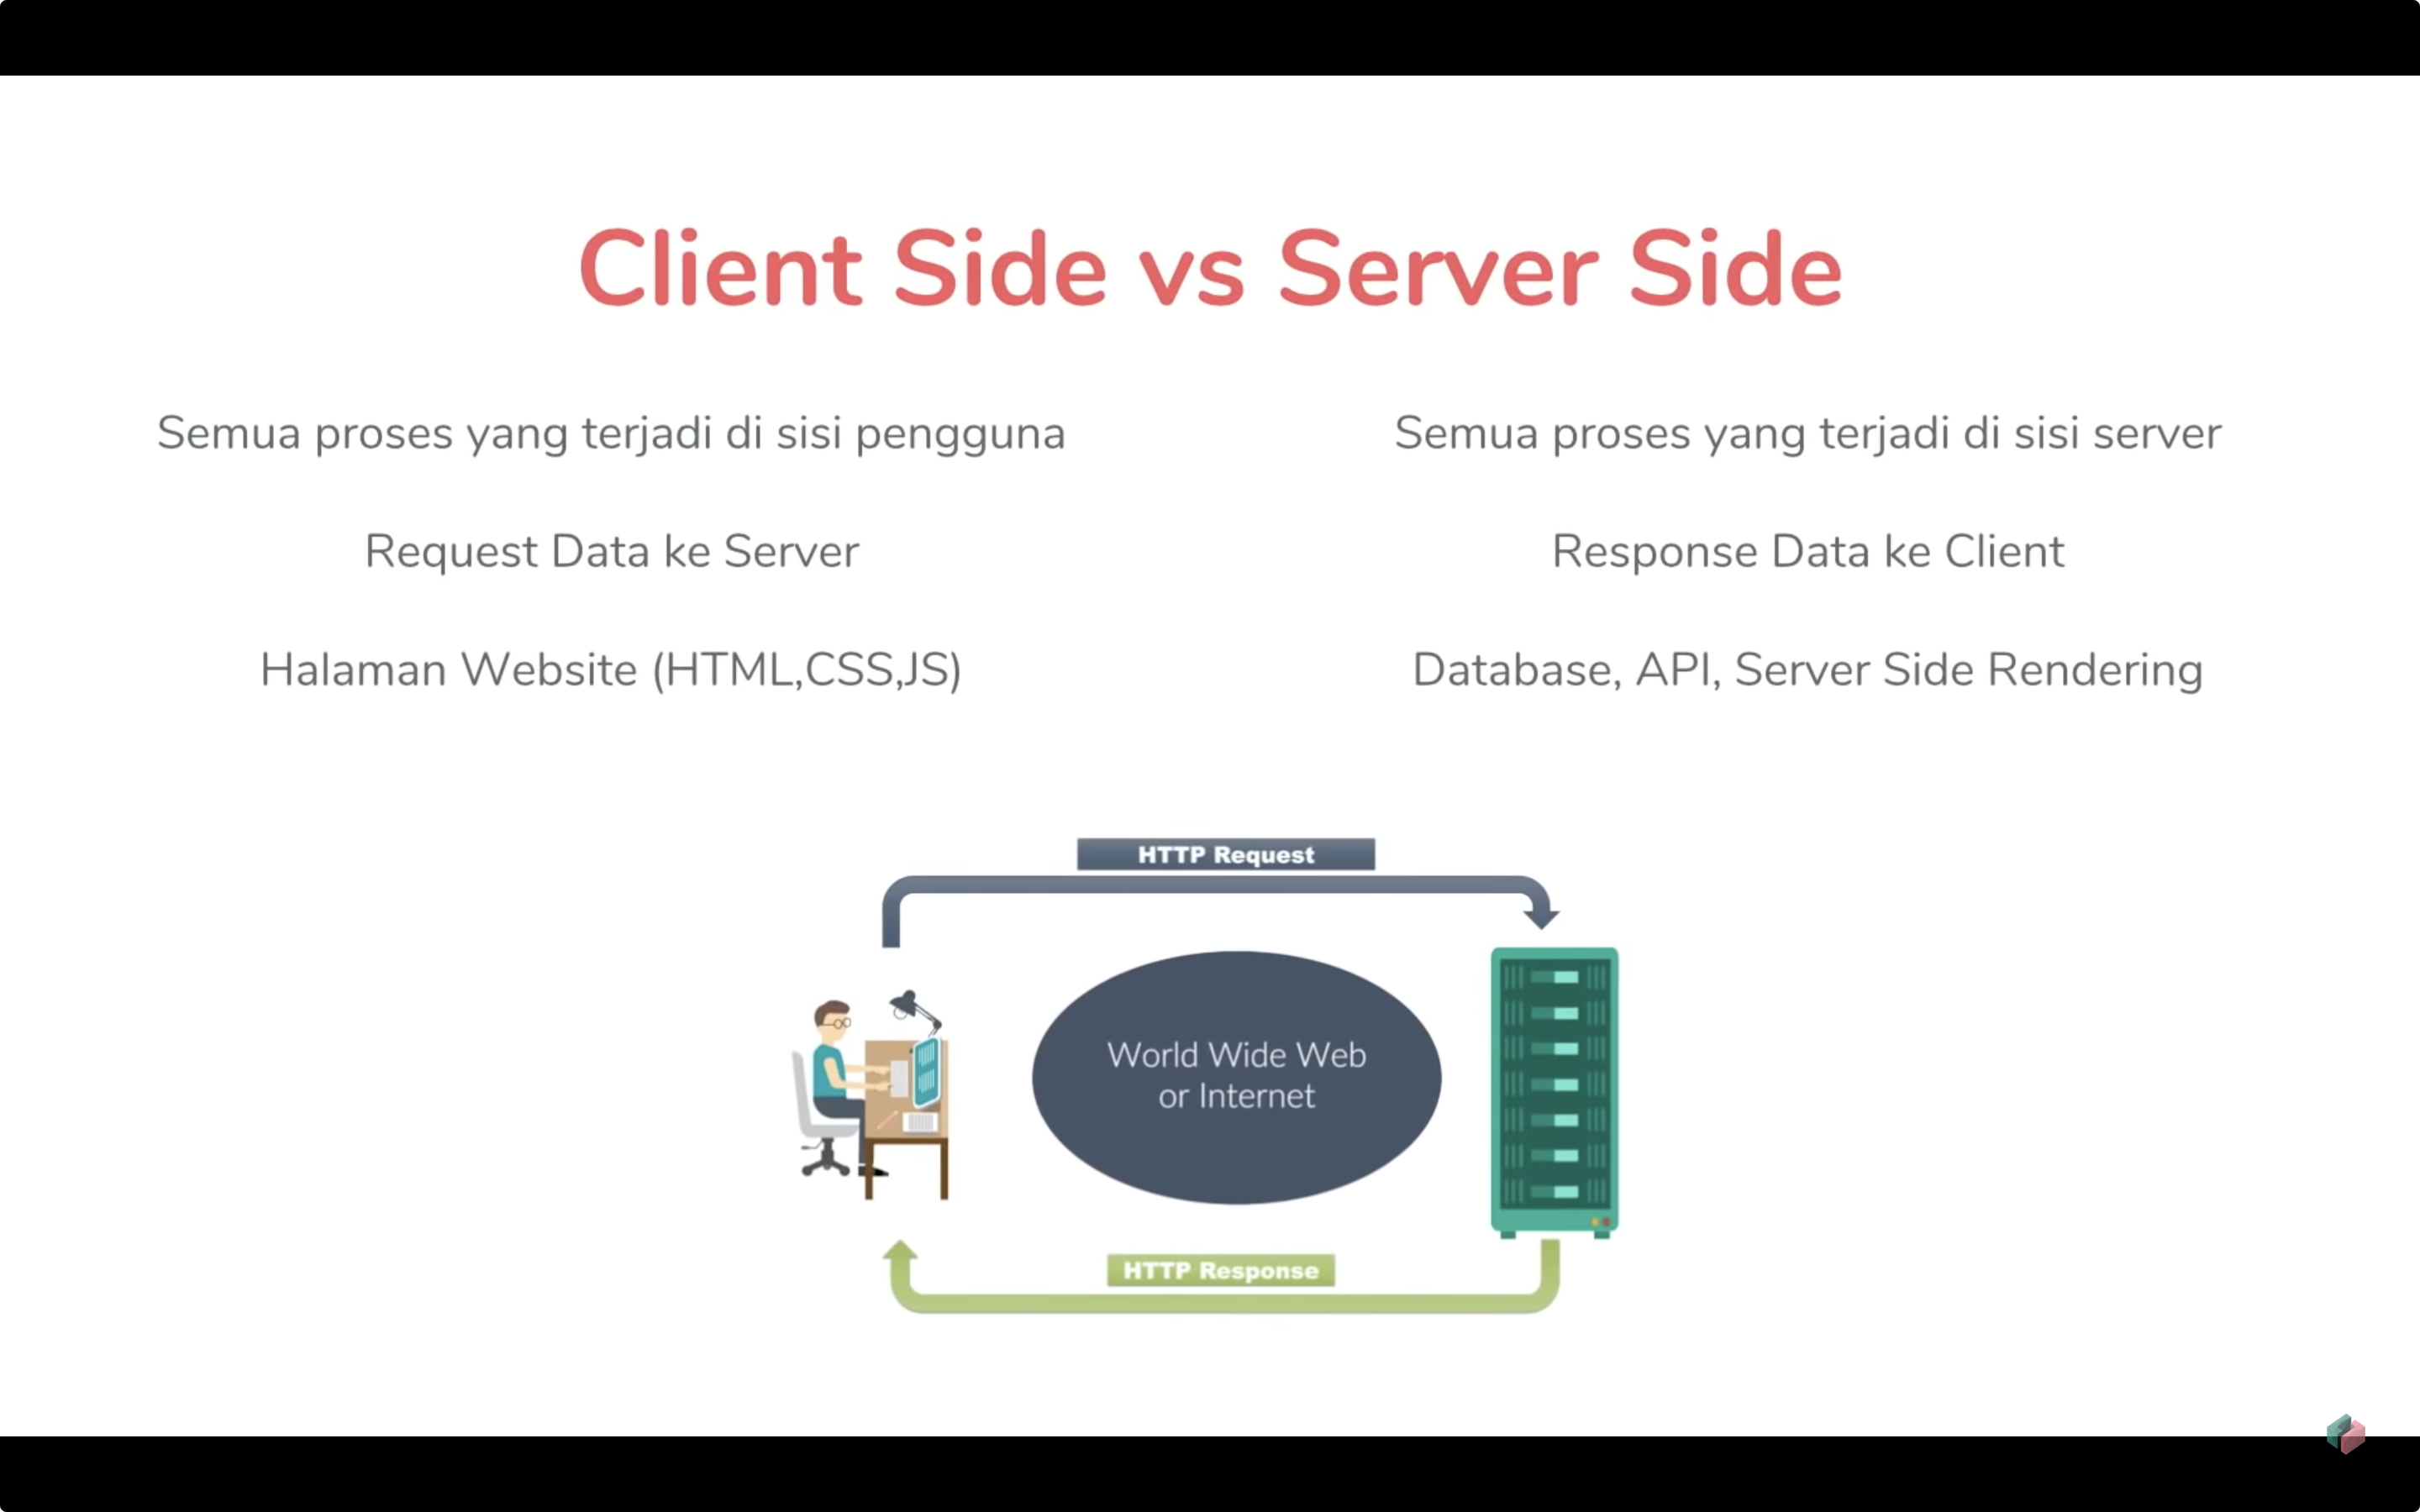 Client Side vs Server Side
Semua proses yang terjadi di sisi pengguna
Request Data ke Server
Halaman Website (HTML,CSS,JS)
Semua proses yang terjadi di sisi server
Response Data ke Client
Database, API, Server Side Rendering
HTTP Request
World Wide Web
or Internet
HTTP Response